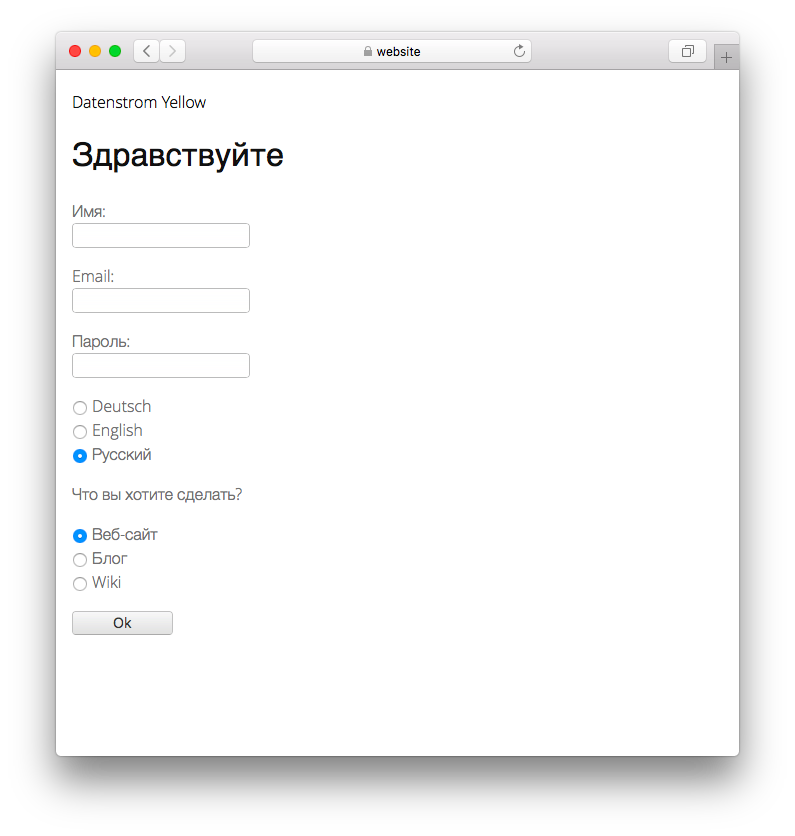 website
Datenstrom Yellow
Здравствуйте
Имя:
Email:
Пароль:
Deutsch
English
Русский
Что вы хотите сделать?
Веб-сайт
Блог
Wiki
Ok